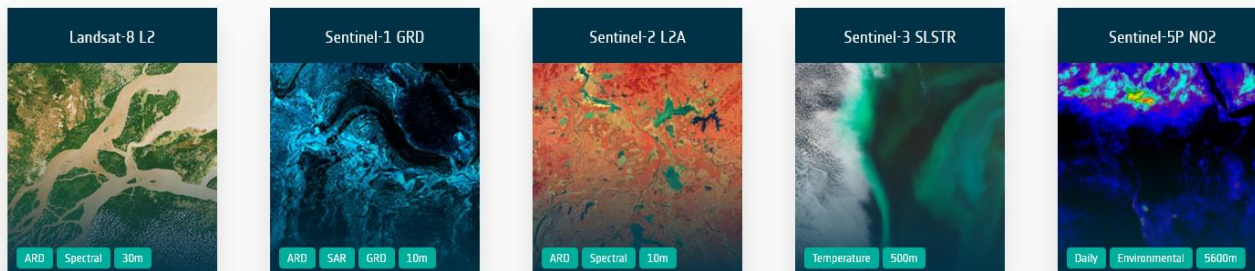 Landsat-8 L2
Sentinel-1 GRD
Sentinel-2 L2A
Sentinel-3 SLSTR
Sentinel-5P NO2
ARD Spectral 30m
ARD SAR GRD 10m
ARD Spectral 10m
Temperature 500m
Daily Environmental 5600m